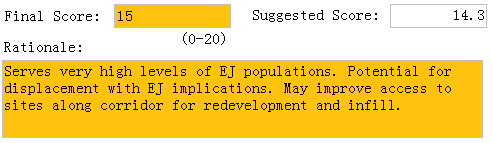 Final Score: 15 Suggested Score: 14.3
(0-20)
Rationale:
Serves very high levels of EJ populations. Potential for
displacement with EJ implications. May improve access to
sites along corridor for redevelopment and infill.